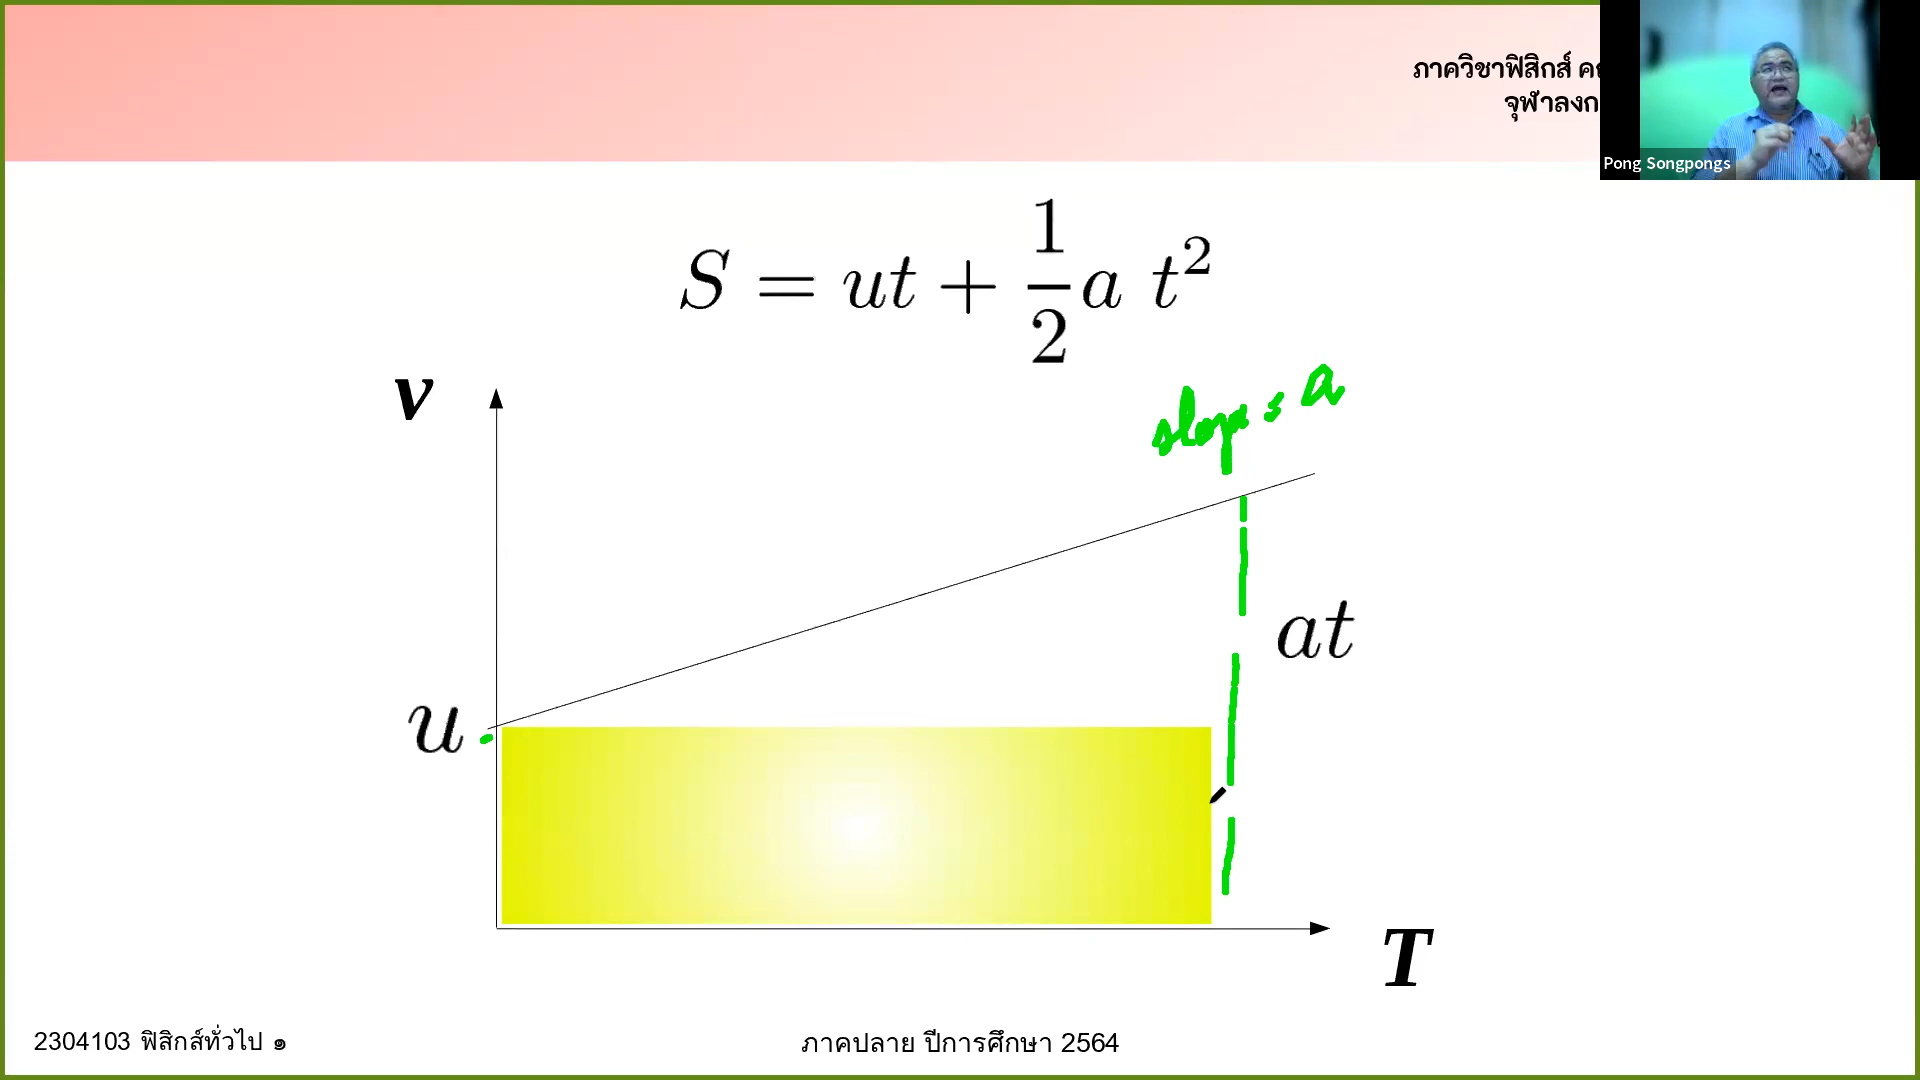 ภาควิชาฟิสิกส์
จุฬาลงก
Pong Songpongs
S = ut + \frac{1}{2}a t^2
v
slope = a
at
u
T
2304103 ฟิสิกส์ทั่วไป ๑
ภาคปลาย ปีการศึกษา 2564